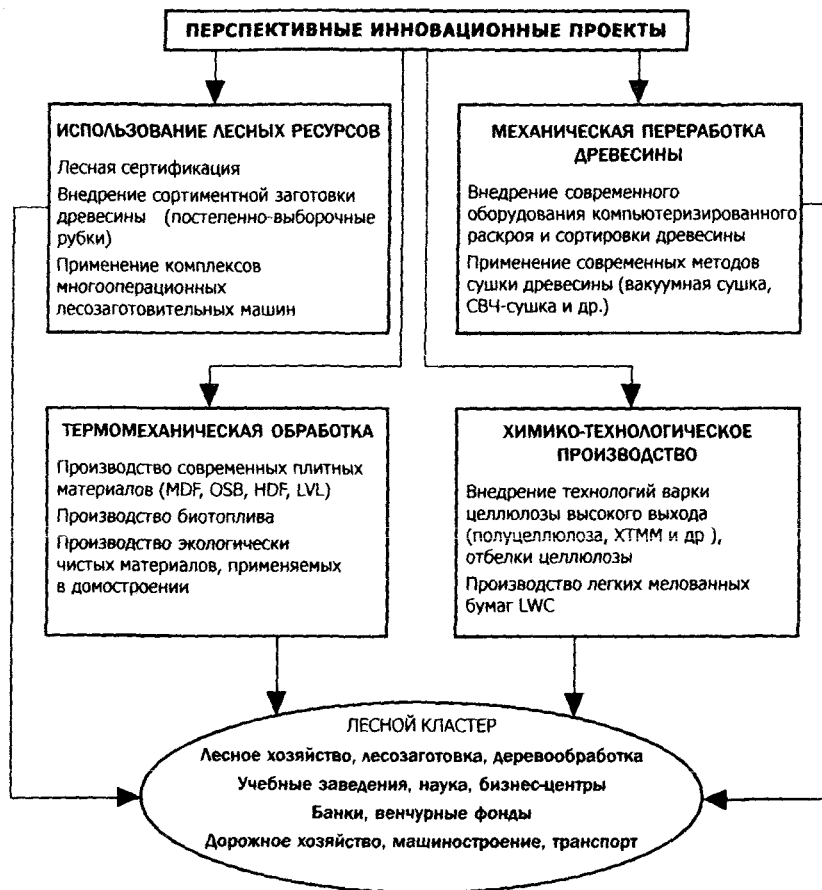 ПЕРСПЕКТИВНЫЕ ИННОВАЦИОННЫЕ ПРОЕКТЫ
ИСПОЛЬЗОВАНИЕ ЛЕСНЫХ РЕСУРСОВ
Лесная сертификация
Внедрение сортиментной заготовки
древесины (постепенно-выборочные
рубки)
Применение комплексов
многооперационных
лесозаготовительных машин
МЕХАНИЧЕСКАЯ ПЕРЕРАБОТКА
ДРЕВЕСИНЫ
Внедрение современного
оборудования компьютеризированного
раскроя и сортировки древесины
Применение современных методов
сушки древесины (вакуумная сушка,
СВЧ-сушка и др.)
ТЕРМОМЕХАНИЧЕСКАЯ ОБРАБОТКА
Производство современных плитных
материалов (MDF, OSB, HDF, LVL)
Производство биотоплива
Производство экологически
чистых материалов, применяемых
в домостроении
ХИМИКО-ТЕХНОЛОГИЧЕСКОЕ
ПРОИЗВОДСТВО
Внедрение технологий варки
целлюлозы высокого выхода
(полуцеллюлоза, ХТММ и др ),
отбелки целлюлозы
Производство легких мелованных
бумаг LWC
ЛЕСНОЙ КЛАСТЕР
Лесное хозяйство, лесозаготовка, деревообработка
Учебные заведения, наука, бизнес-центры
Банки, венчурные фонды
Дорожное хозяйство, машиностроение, транспорт